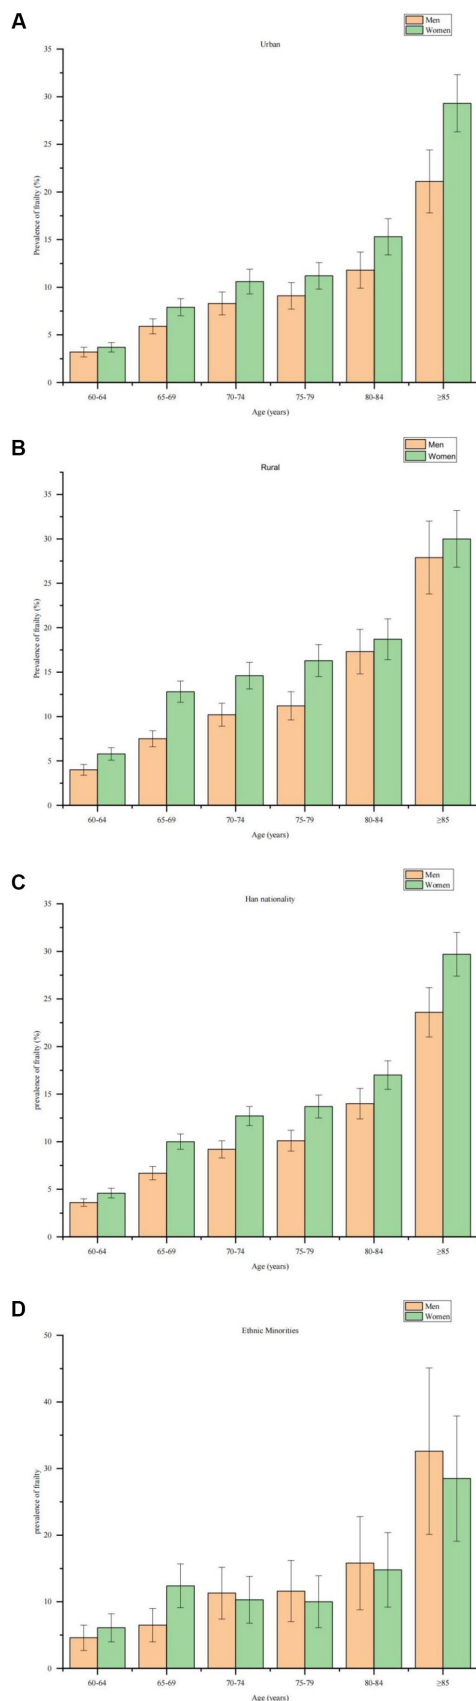 A
Men
Women
Urban
35
30
25
20
15
10
5
0
Prevalence of frailty (%)
60-64 65-69 70-74 75-79 80-84 ≥85
Age (years)
B
Men
Women
Rural
35
30
25
20
15
10
5
0
Prevalence of frailty (%)
60-64 65-69 70-74 75-79 80-84 ≥85
Age (years)
C
Men
Women
Han nationality
35
30
25
20
15
10
5
0
prevalence of frailty (%)
60-64 65-69 70-74 75-79 80-84 ≥85
Age (years)
D
Men
Women
Ethnic Minorities
50
40
30
20
10
0
prevalence of frailty
60-64 65-69 70-74 75-79 80-84 ≥85
Age (years)